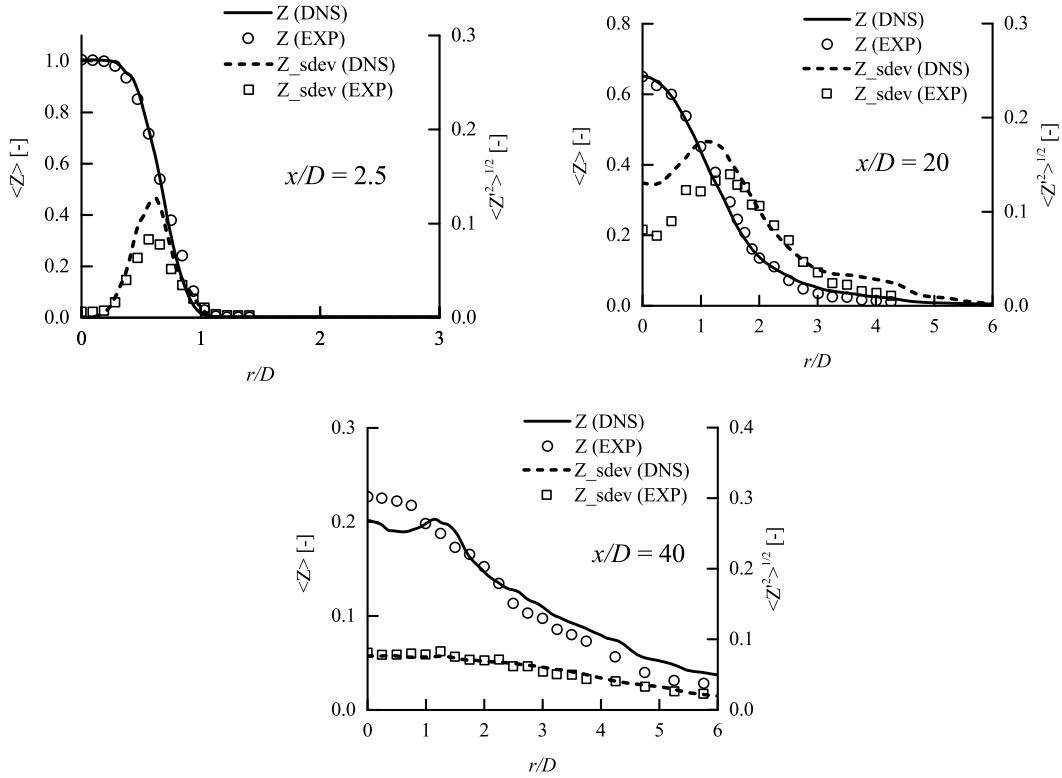 Z (DNS)
Z (EXP)
Z_sdev (DNS)
Z_sdev (EXP)
1.0
0.8
0.6
0.4
0.2
0.0
0.3
0.2
0.1
0.0
<Z> [-]
<Z'²>¹/² [-]
x/D = 2.5
0
1
2
3
r/D
Z (DNS)
Z (EXP)
Z_sdev (DNS)
Z_sdev (EXP)
0.8
0.6
0.4
0.2
0.0
0.3
0.2
0.1
0.0
<Z> [-]
<Z'²>¹/² [-]
x/D = 20
0
1
2
3
4
5
6
r/D
Z (DNS)
Z (EXP)
Z_sdev (DNS)
Z_sdev (EXP)
0.3
0.2
0.1
0.0
0.4
0.3
0.2
0.1
0.0
<Z> [-]
<Z'²>¹/² [-]
x/D = 40
0
1
2
3
4
5
6
r/D